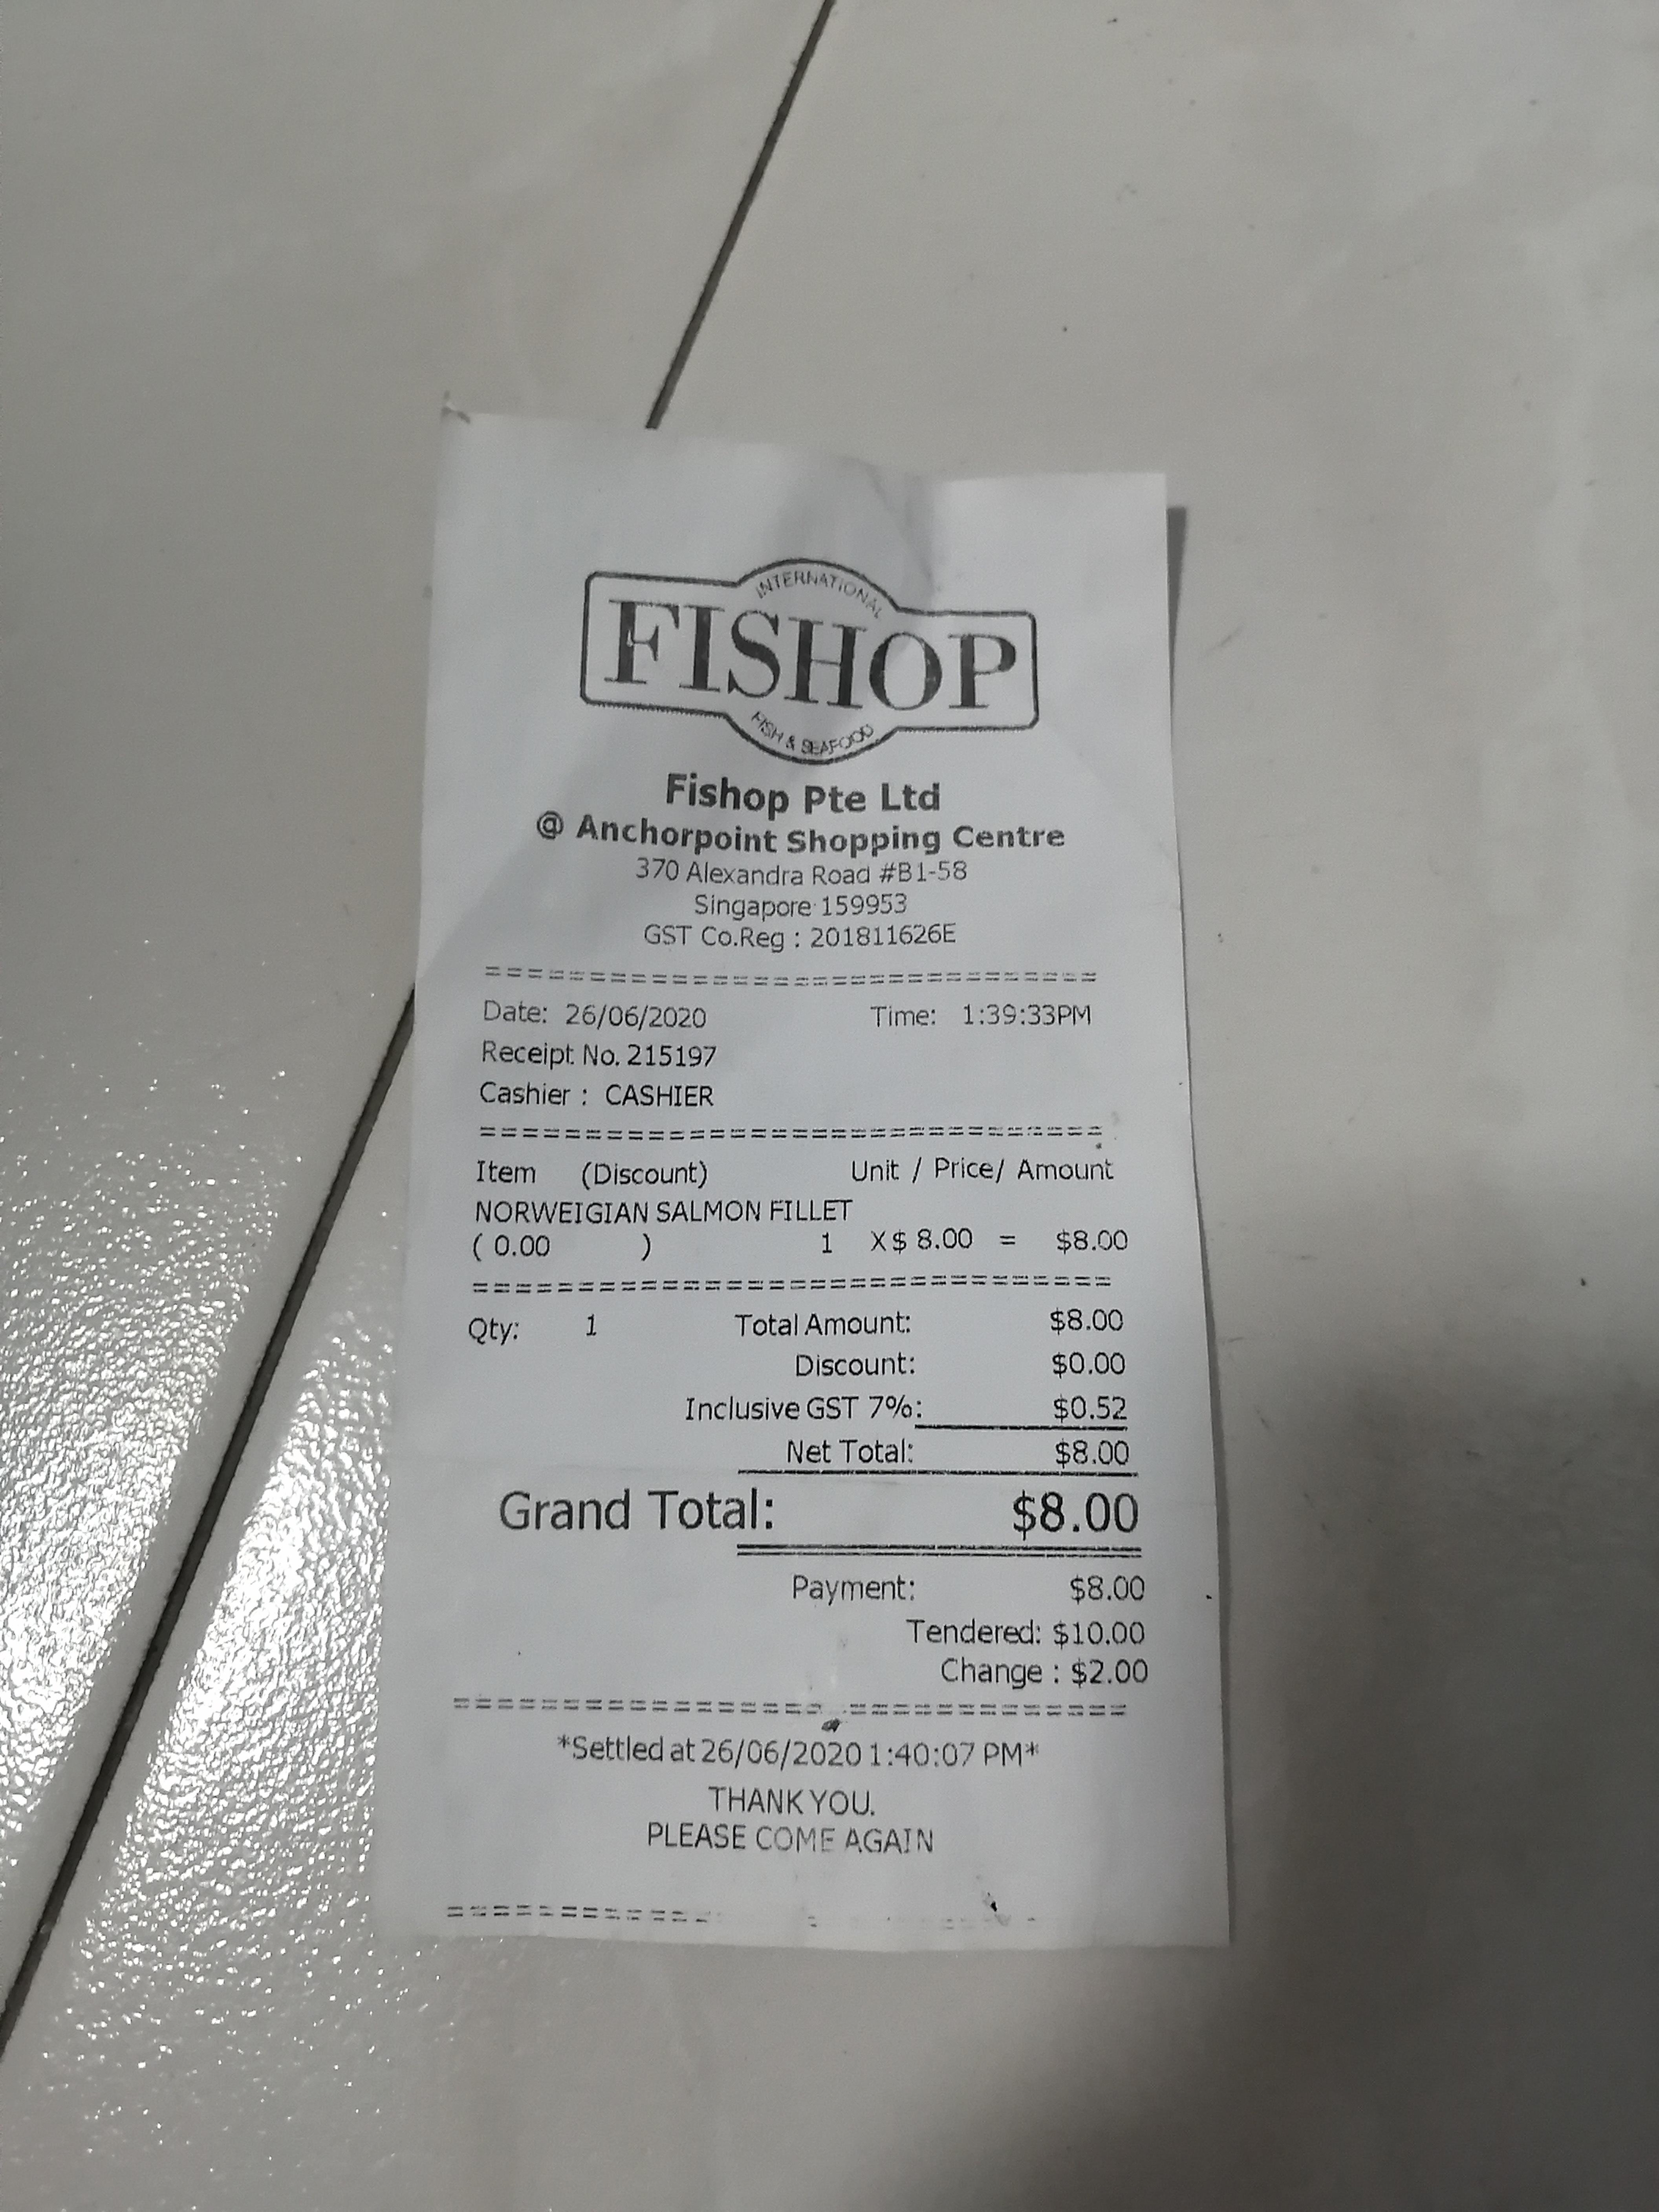 INTERNATIONAL
FISHOP
FISH & SEAFOOD
Fishop Pte Ltd
@ Anchorpoint Shopping Centre
370 Alexandra Road #B1-58
Singapore 159953
GST Co.Reg : 201811626E
==============================
Date: 26/06/2020 Time: 1:39:33PM
Receipt No. 215197
Cashier : CASHIER
==============================
Item (Discount) Unit / Price/ Amount
NORWEIGIAN SALMON FILLET
( 0.00 ) 1 X$ 8.00 = $8.00
==============================
Qty: 1 Total Amount: $8.00
Discount: $0.00
Inclusive GST 7%: $0.52
Net Total: $8.00
Grand Total: $8.00
Payment: $8.00
Tendered: $10.00
Change : $2.00
==============================
*Settled at 26/06/2020 1:40:07 PM*
THANK YOU.
PLEASE COME AGAIN
==============================